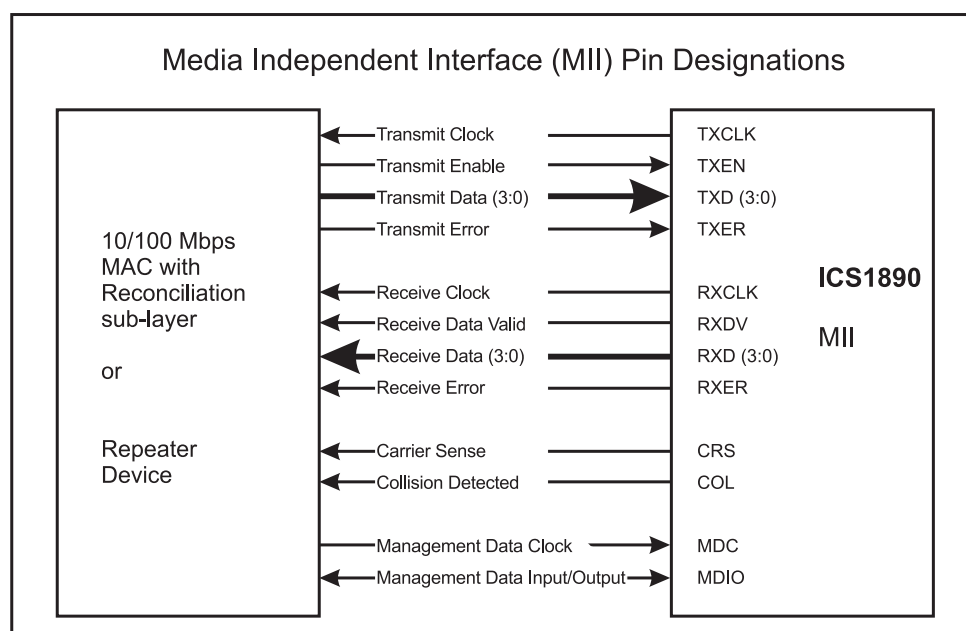 Media Independent Interface (MII) Pin Designations
10/100 Mbps
MAC with
Reconciliation
sub-layer
or
Repeater
Device
Transmit Clock
Transmit Enable
Transmit Data (3:0)
Transmit Error
Receive Clock
Receive Data Valid
Receive Data (3:0)
Receive Error
Carrier Sense
Collision Detected
Management Data Clock
Management Data Input/Output
TXCLK
TXEN
TXD (3:0)
TXER
RXCLK
RXDV
RXD (3:0)
RXER
CRS
COL
MDC
MDIO
ICS1890
MII